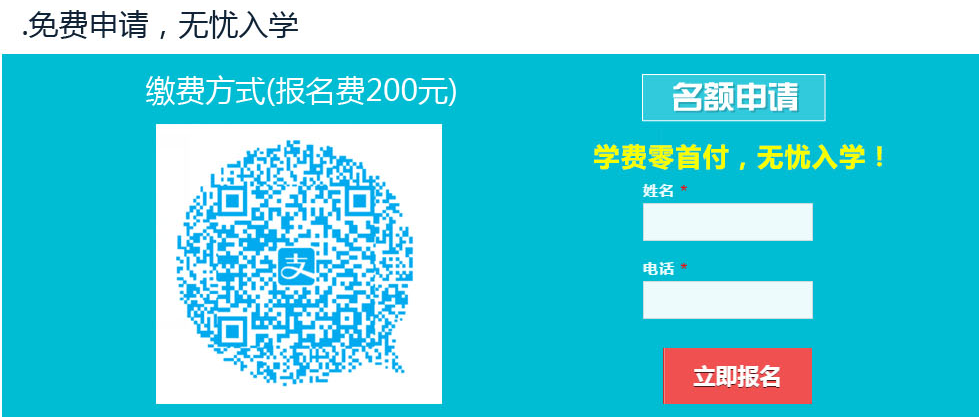 .免费申请，无忧入学
缴费方式(报名费200元)
支
名额申请
学费零首付，无忧入学！
姓名 *
电话 *
立即报名